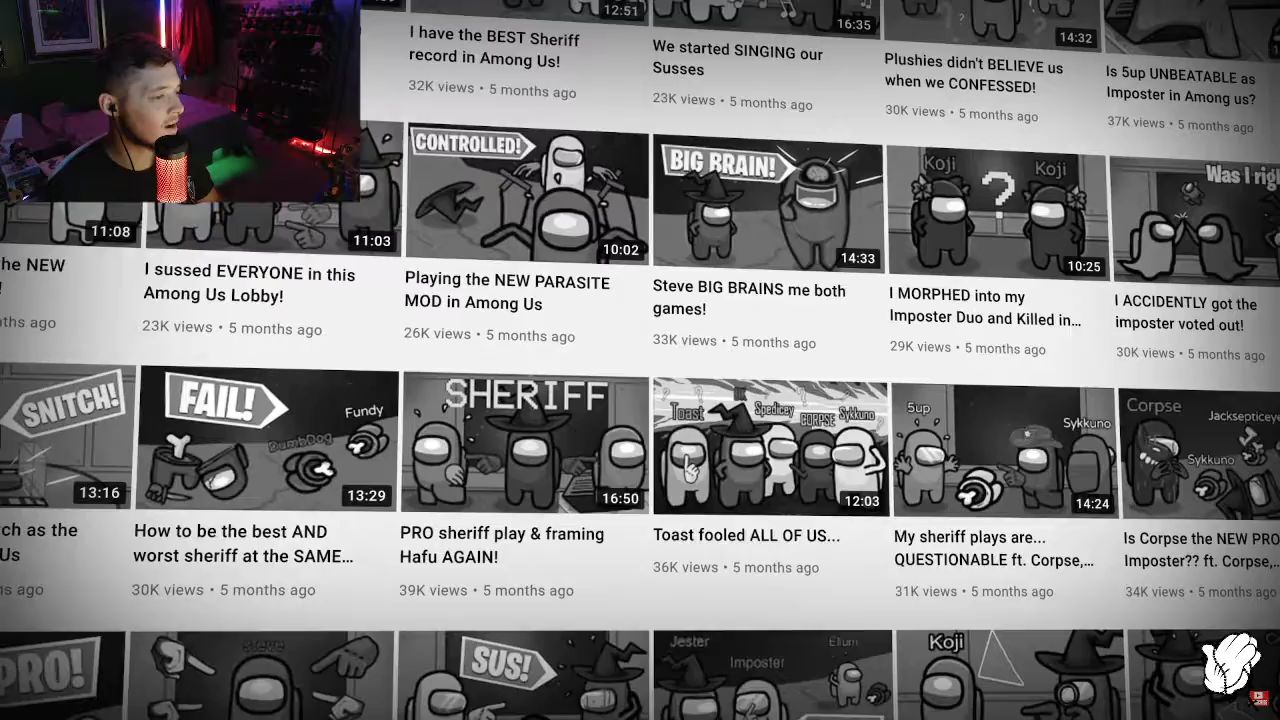 12:51
16:35
14:32
I have the BEST Sheriff
record in Among Us!
32K views • 5 months ago
We started SINGING our
Susses
23K views • 5 months ago
Plushies didn't BELIEVE us
when we CONFESSED!
30K views • 5 months ago
Is 5up UNBEATABLE as
Imposter in Among us?
37K views • 5 months ago
11:08
11:03
CONTROLLED!
10:02
BIG BRAIN!
14:33
Koji
Koji
?
10:25
Was I rig
he NEW
!
ths ago
I sussed EVERYONE in this
Among Us Lobby!
23K views • 5 months ago
Playing the NEW PARASITE
MOD in Among Us
26K views • 5 months ago
Steve BIG BRAINS me both
games!
33K views • 5 months ago
I MORPHED into my
Imposter Duo and Killed in...
29K views • 5 months ago
I ACCIDENTLY got the
imposter voted out!
30K views • 5 months ago
SNITCH!
13:16
FAIL!
DumbDog
Fundy
13:29
SHERIFF
16:50
Toast
Spedicey
CORPSE
Sykkuno
12:03
5up
Sykkuno
14:24
Corpse
Jacksepticeye
Sykkuno
ch as the
Us
s ago
How to be the best AND
worst sheriff at the SAME...
30K views • 5 months ago
PRO sheriff play & framing
Hafu AGAIN!
39K views • 5 months ago
Toast fooled ALL OF US...
36K views • 5 months ago
My sheriff plays are...
QUESTIONABLE ft. Corpse,...
31K views • 5 months ago
Is Corpse the NEW PRO
Imposter?? ft. Corpse,...
34K views • 5 months ago
PRO!
steve
SUS!
Jester
Imposter
Ellum
Koji